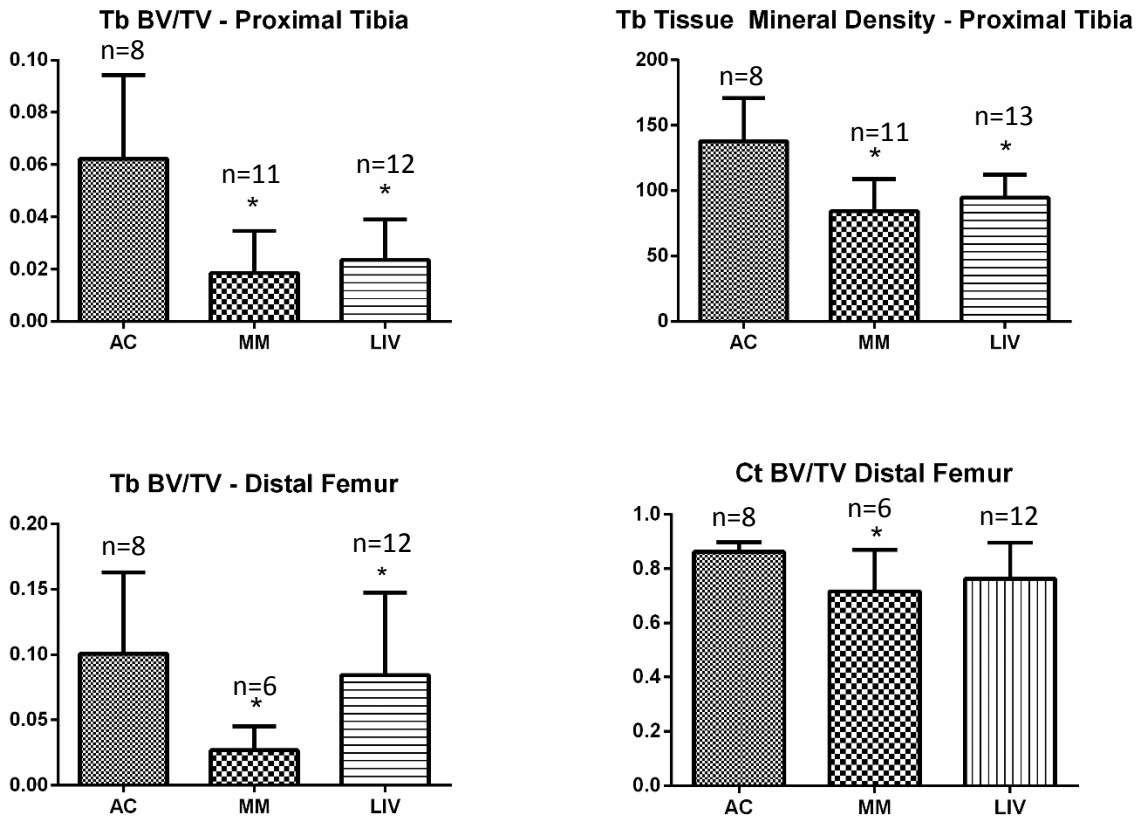 Tb BV/TV - Proximal Tibia
n=8
n=11
*
n=12
*
0.10
0.08
0.06
0.04
0.02
0.00
AC MM LIV
Tb Tissue Mineral Density - Proximal Tibia
n=8
n=11
*
n=13
*
200
150
100
50
0
AC MM LIV
Tb BV/TV - Distal Femur
n=8
n=6
*
n=12
*
0.20
0.15
0.10
0.05
0.00
AC MM LIV
Ct BV/TV Distal Femur
n=8
n=6
*
n=12
1.0
0.8
0.6
0.4
0.2
0.0
AC MM LIV